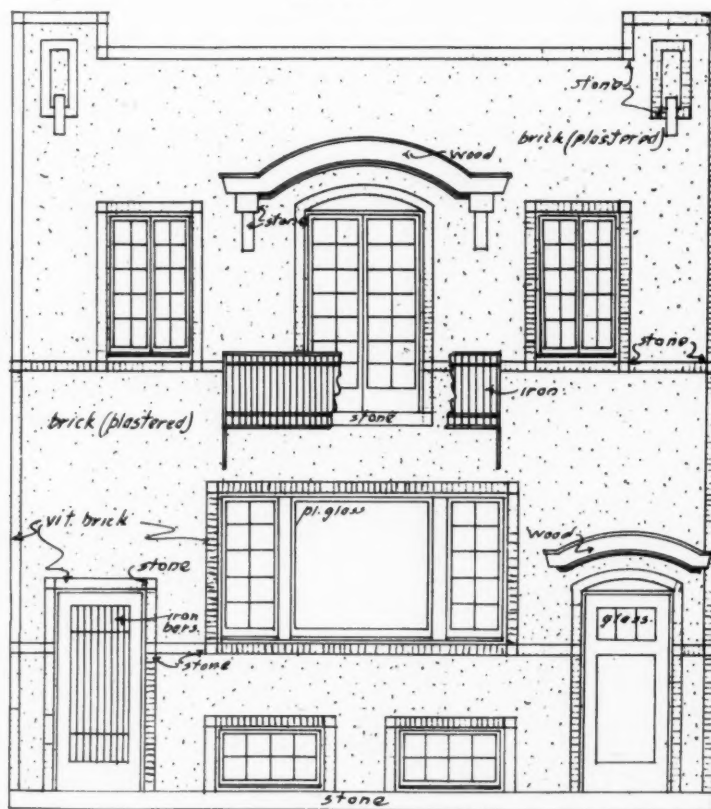 stone
brick (plastered)
wood
stone
stone
iron
stone
brick (plastered)
pl. glass
vit. brick
wood
stone
iron
bars.
glass.
stone
stone